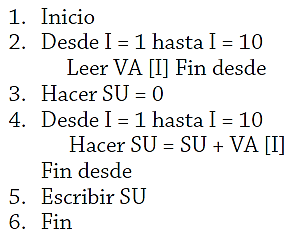 1. Inicio
2. Desde I = 1 hasta I = 10
Leer VA [I] Fin desde
3. Hacer SU = 0
4. Desde I = 1 hasta I = 10
Hacer SU = SU + VA [I]
Fin desde
5. Escribir SU
6. Fin